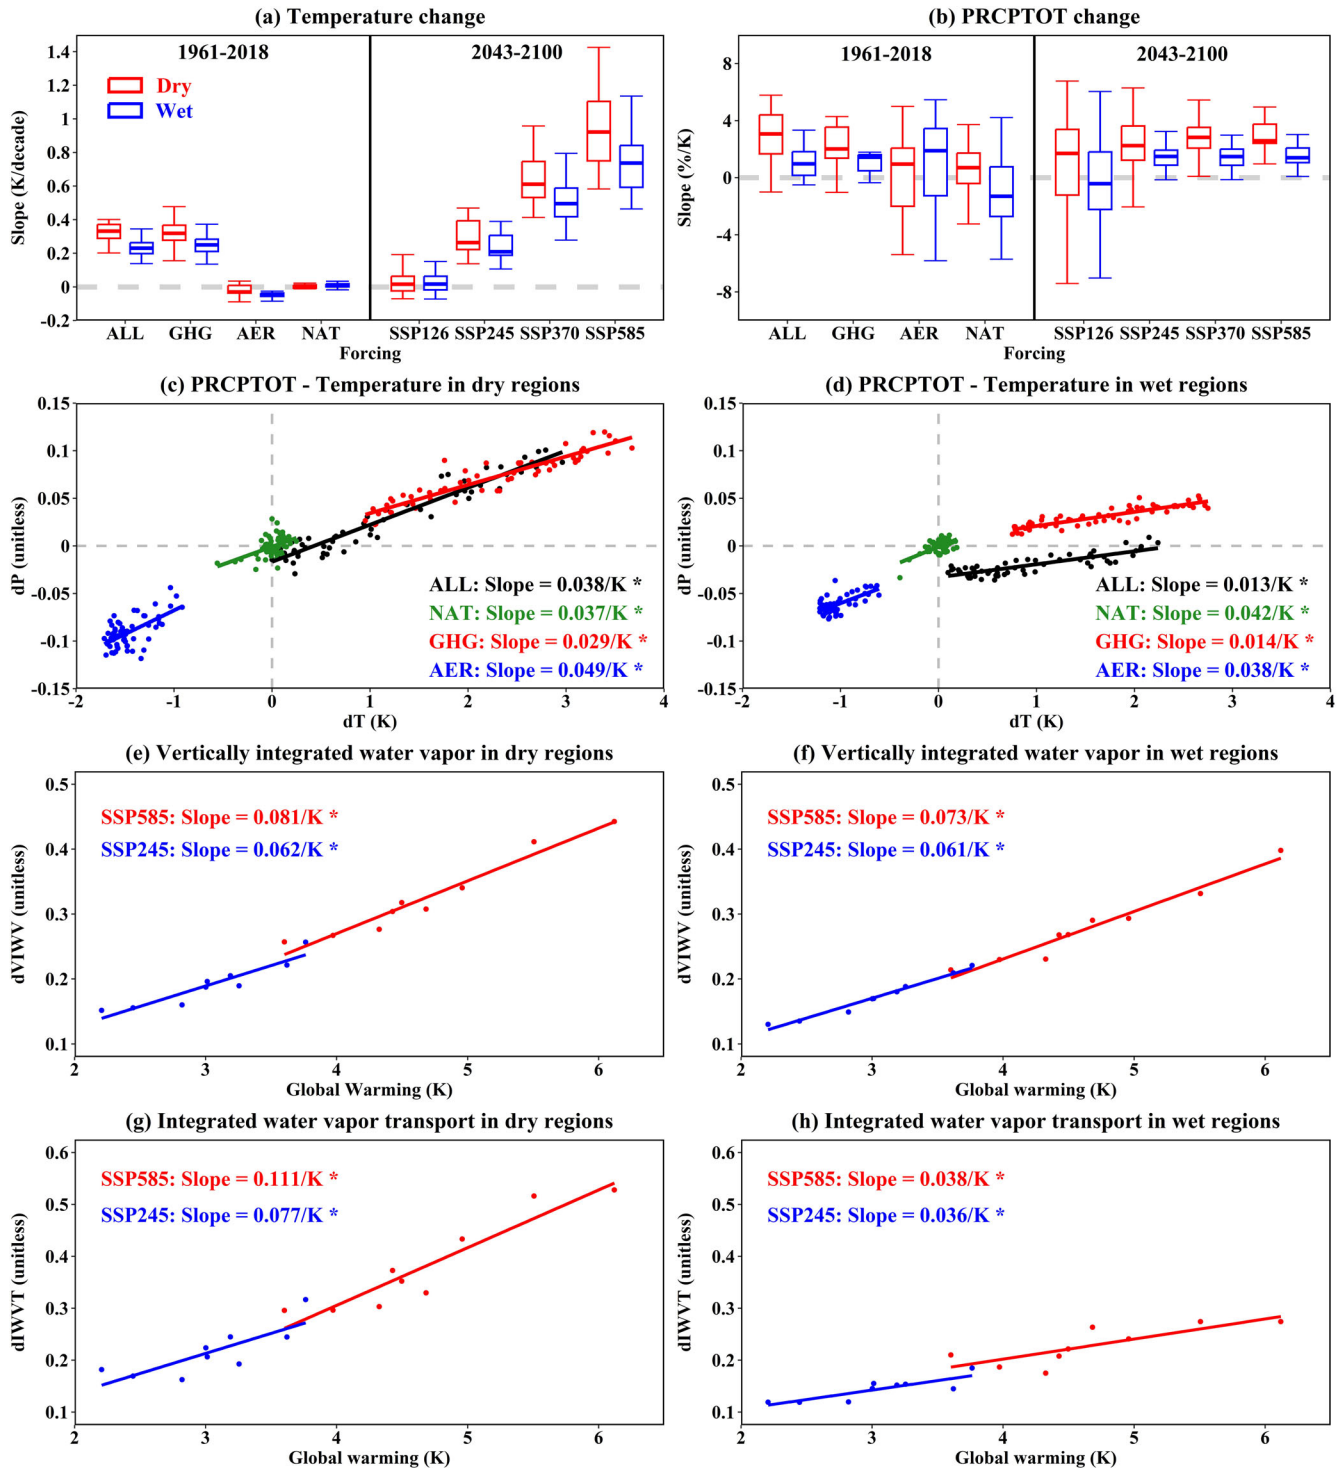 (a) Temperature change
1961-2018
2043-2100
Dry
Wet
Slope (K/decade)
1.4
1.2
1
0.8
0.6
0.4
0.2
0
-0.2
ALL GHG AER NAT SSP126 SSP245 SSP370 SSP585
Forcing
(b) PRCPTOT change
1961-2018
2043-2100
Slope (%/K)
8
4
0
-4
-8
ALL GHG AER NAT SSP126 SSP245 SSP370 SSP585
Forcing
(c) PRCPTOT - Temperature in dry regions
dP (unitless)
0.15
0.1
0.05
0
-0.05
-0.1
-0.15
ALL: Slope = 0.038/K *
NAT: Slope = 0.037/K *
GHG: Slope = 0.029/K *
AER: Slope = 0.049/K *
-2 -1 0 1 2 3 4
dT (K)
(d) PRCPTOT - Temperature in wet regions
dP (unitless)
0.15
0.1
0.05
0
-0.05
-0.1
-0.15
ALL: Slope = 0.013/K *
NAT: Slope = 0.042/K *
GHG: Slope = 0.014/K *
AER: Slope = 0.038/K *
-2 -1 0 1 2 3 4
dT (K)
(e) Vertically integrated water vapor in dry regions
dVIWV (unitless)
0.5
0.4
0.3
0.2
0.1
SSP585: Slope = 0.081/K *
SSP245: Slope = 0.062/K *
2 3 4 5 6
Global Warming (K)
(f) Vertically integrated water vapor in wet regions
dVIWV (unitless)
0.5
0.4
0.3
0.2
0.1
SSP585: Slope = 0.073/K *
SSP245: Slope = 0.061/K *
2 3 4 5 6
Global warming (K)
(g) Integrated water vapor transport in dry regions
dIWVT (unitless)
0.6
0.5
0.4
0.3
0.2
0.1
SSP585: Slope = 0.111/K *
SSP245: Slope = 0.077/K *
2 3 4 5 6
Global warming (K)
(h) Integrated water vapor transport in wet regions
dIWVT (unitless)
0.6
0.5
0.4
0.3
0.2
0.1
SSP585: Slope = 0.038/K *
SSP245: Slope = 0.036/K *
2 3 4 5 6
Global warming (K)